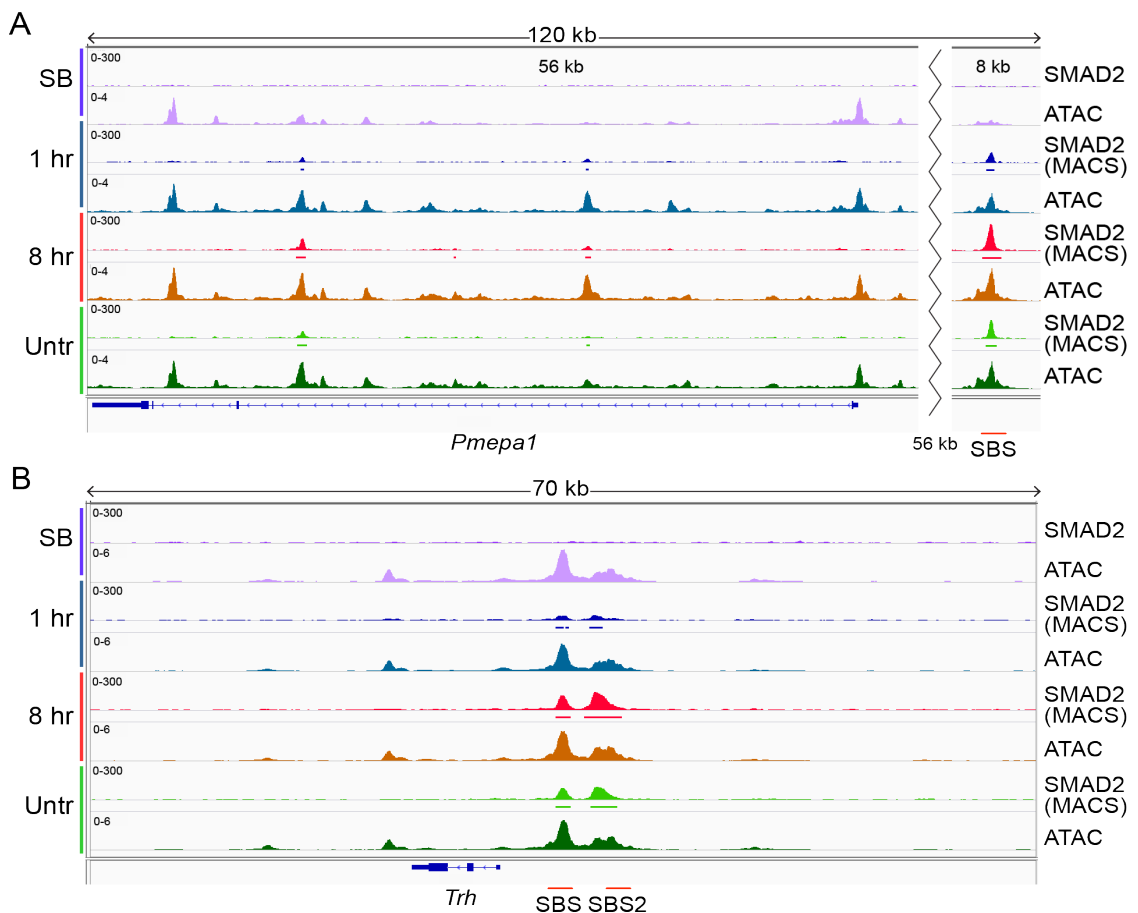 A
120 kb
SB
0-300
56 kb
8 kb
SMAD2
0-4
ATAC
1 hr
0-300
SMAD2
(MACS)
0-4
ATAC
8 hr
0-300
SMAD2
(MACS)
0-4
ATAC
Untr
0-300
SMAD2
(MACS)
0-4
ATAC
Pmepa1
56 kb
SBS
B
70 kb
SB
0-300
SMAD2
0-6
ATAC
1 hr
0-300
SMAD2
(MACS)
0-6
ATAC
8 hr
0-300
SMAD2
(MACS)
0-6
ATAC
Untr
0-300
SMAD2
(MACS)
0-6
ATAC
Trh
SBS SBS2